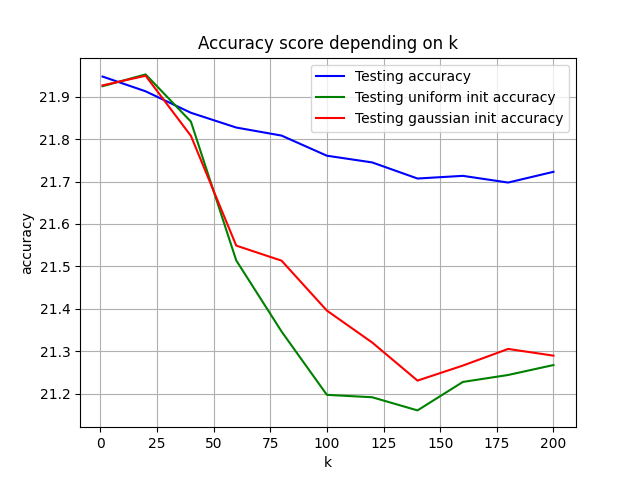 Accuracy score depending on k
Testing accuracy
Testing uniform init accuracy
Testing gaussian init accuracy
accuracy
21.9
21.8
21.7
21.6
21.5
21.4
21.3
21.2
0 25 50 75 100 125 150 175 200
k